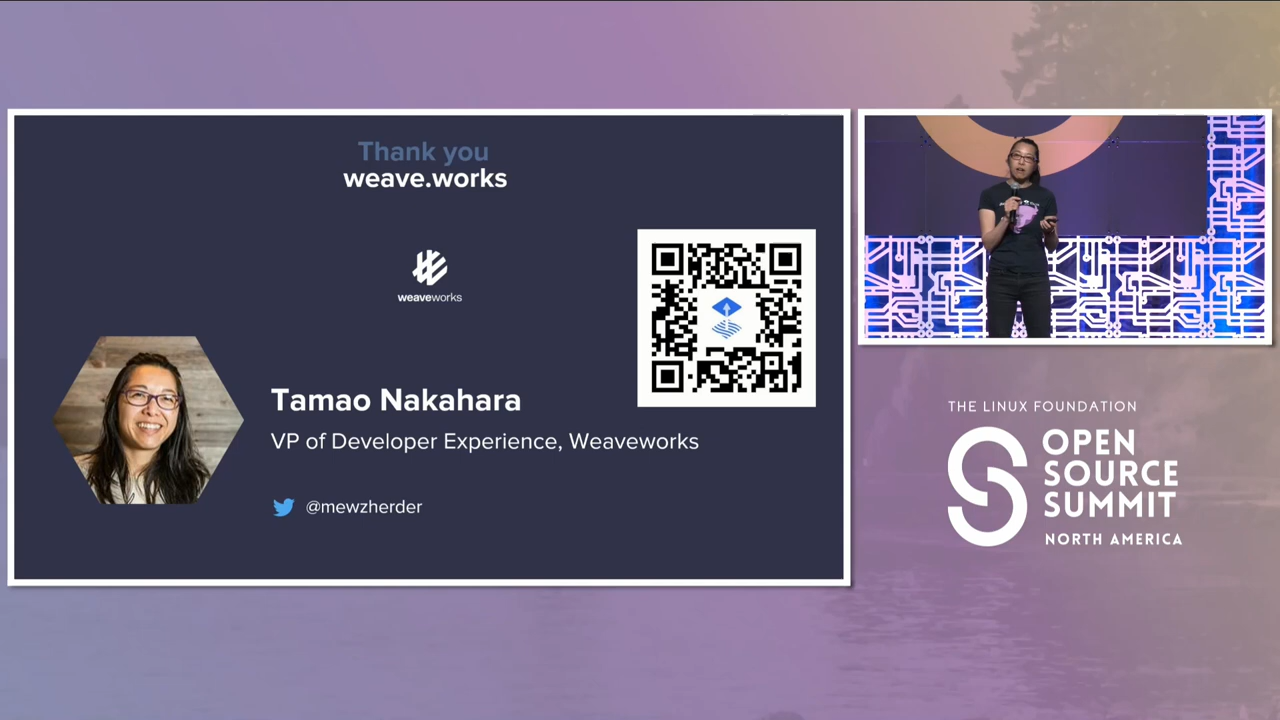 Thank you
weave.works
weaveworks
Tamao Nakahara
VP of Developer Experience, Weaveworks
@mewzherder
THE LINUX FOUNDATION
OPEN
SOURCE
SUMMIT
NORTH AMERICA